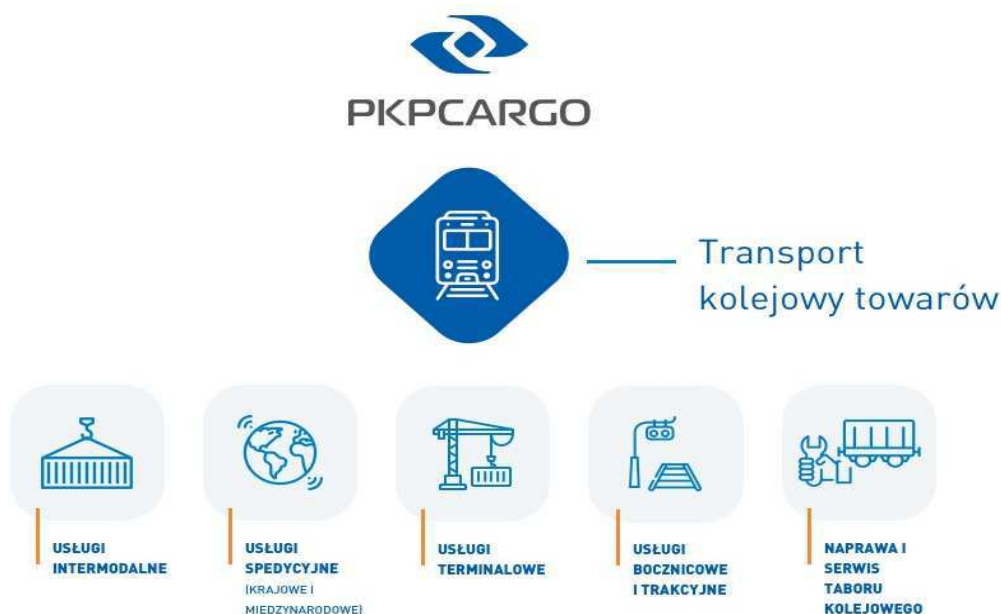 PKPCARGO
Transport
kolejowy towarów
USŁUGI
INTERMODALNE
USŁUGI
SPEDYCYJNE
(KRAJOWE I
MIĘDZYNARODOWE)
USŁUGI
TERMINALOWE
USŁUGI
BOCZNICOWE
I TRAKCYJNE
NAPRAWA I
SERWIS
TABORU
KOLEJOWEGO